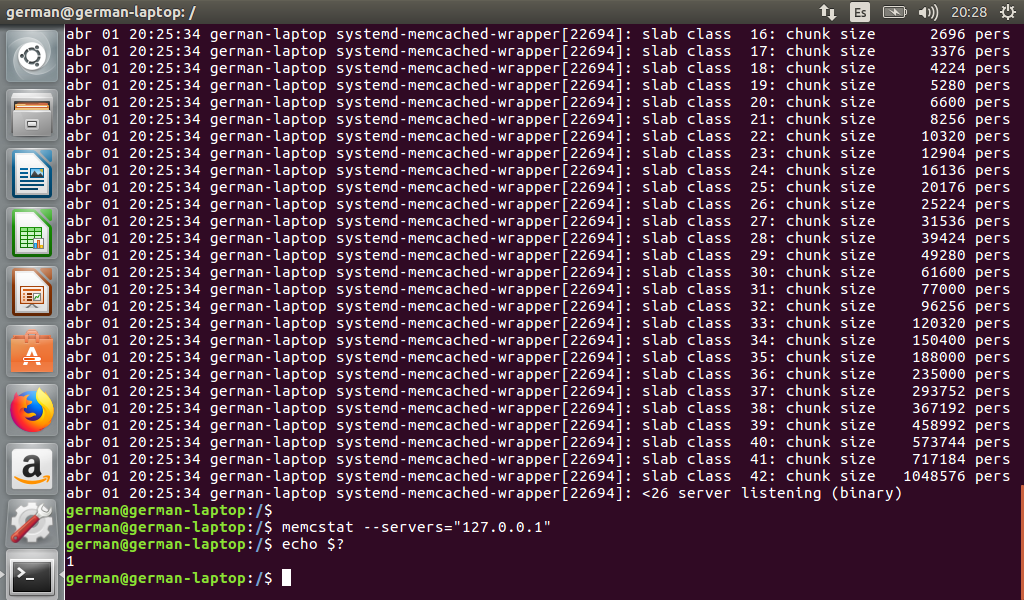 german@german-laptop: / Es 20:28
abr 01 20:25:34 german-laptop systemd-memcached-wrapper[22694]: slab class  16: chunk size      2696 pers
abr 01 20:25:34 german-laptop systemd-memcached-wrapper[22694]: slab class  17: chunk size      3376 pers
abr 01 20:25:34 german-laptop systemd-memcached-wrapper[22694]: slab class  18: chunk size      4224 pers
abr 01 20:25:34 german-laptop systemd-memcached-wrapper[22694]: slab class  19: chunk size      5280 pers
abr 01 20:25:34 german-laptop systemd-memcached-wrapper[22694]: slab class  20: chunk size      6600 pers
abr 01 20:25:34 german-laptop systemd-memcached-wrapper[22694]: slab class  21: chunk size      8256 pers
abr 01 20:25:34 german-laptop systemd-memcached-wrapper[22694]: slab class  22: chunk size     10320 pers
abr 01 20:25:34 german-laptop systemd-memcached-wrapper[22694]: slab class  23: chunk size     12904 pers
abr 01 20:25:34 german-laptop systemd-memcached-wrapper[22694]: slab class  24: chunk size     16136 pers
abr 01 20:25:34 german-laptop systemd-memcached-wrapper[22694]: slab class  25: chunk size     20176 pers
abr 01 20:25:34 german-laptop systemd-memcached-wrapper[22694]: slab class  26: chunk size     25224 pers
abr 01 20:25:34 german-laptop systemd-memcached-wrapper[22694]: slab class  27: chunk size     31536 pers
abr 01 20:25:34 german-laptop systemd-memcached-wrapper[22694]: slab class  28: chunk size     39424 pers
abr 01 20:25:34 german-laptop systemd-memcached-wrapper[22694]: slab class  29: chunk size     49280 pers
abr 01 20:25:34 german-laptop systemd-memcached-wrapper[22694]: slab class  30: chunk size     61600 pers
abr 01 20:25:34 german-laptop systemd-memcached-wrapper[22694]: slab class  31: chunk size     77000 pers
abr 01 20:25:34 german-laptop systemd-memcached-wrapper[22694]: slab class  32: chunk size     96256 pers
abr 01 20:25:34 german-laptop systemd-memcached-wrapper[22694]: slab class  33: chunk size    120320 pers
abr 01 20:25:34 german-laptop systemd-memcached-wrapper[22694]: slab class  34: chunk size    150400 pers
abr 01 20:25:34 german-laptop systemd-memcached-wrapper[22694]: slab class  35: chunk size    188000 pers
abr 01 20:25:34 german-laptop systemd-memcached-wrapper[22694]: slab class  36: chunk size    235000 pers
abr 01 20:25:34 german-laptop systemd-memcached-wrapper[22694]: slab class  37: chunk size    293752 pers
abr 01 20:25:34 german-laptop systemd-memcached-wrapper[22694]: slab class  38: chunk size    367192 pers
abr 01 20:25:34 german-laptop systemd-memcached-wrapper[22694]: slab class  39: chunk size    458992 pers
abr 01 20:25:34 german-laptop systemd-memcached-wrapper[22694]: slab class  40: chunk size    573744 pers
abr 01 20:25:34 german-laptop systemd-memcached-wrapper[22694]: slab class  41: chunk size    717184 pers
abr 01 20:25:34 german-laptop systemd-memcached-wrapper[22694]: slab class  42: chunk size   1048576 pers
abr 01 20:25:34 german-laptop systemd-memcached-wrapper[22694]: <26 server listening (binary)
german@german-laptop:/$
german@german-laptop:/$ memcstat --servers="127.0.0.1"
german@german-laptop:/$ echo $?
1
german@german-laptop:/$